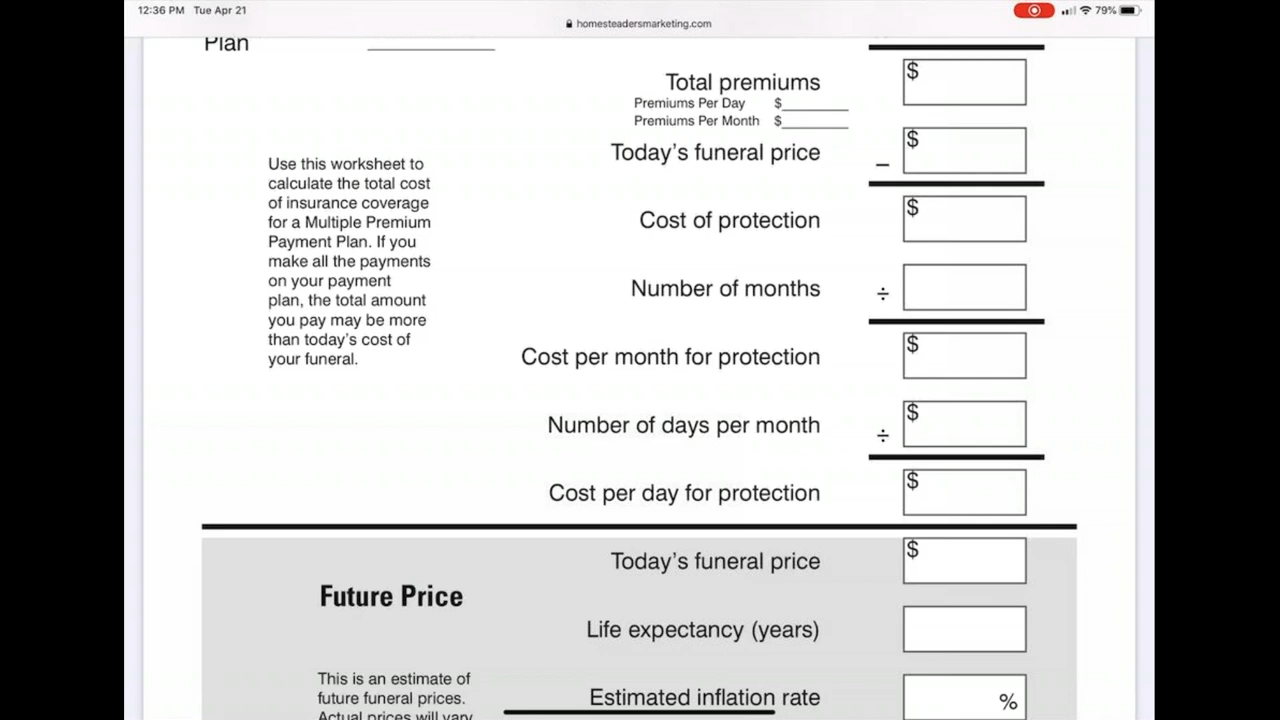 12:36 PM Tue Apr 21
79%
homesteadersmarketing.com
Plan
Total premiums $
Premiums Per Day $
Premiums Per Month $
Today's funeral price – $
Use this worksheet to
calculate the total cost
of insurance coverage
for a Multiple Premium
Payment Plan. If you
make all the payments
on your payment
plan, the total amount
you pay may be more
than today's cost of
your funeral.
Cost of protection $
Number of months ÷
Cost per month for protection $
Number of days per month ÷ $
Cost per day for protection $
Today's funeral price $
Future Price
Life expectancy (years)
This is an estimate of
future funeral prices.
Actual prices will vary
Estimated inflation rate %